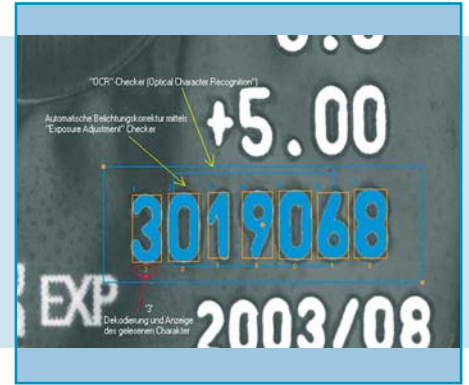 "OCR"-Checker (Optical Character Recognition")
+5.00
Automatische Belichtungskorrektur mittels
"Exposure Adjustment" Checker
3019068
EXP
"3"
Dekodierung und Anzeige
des gelesenen Charakter
2003/08